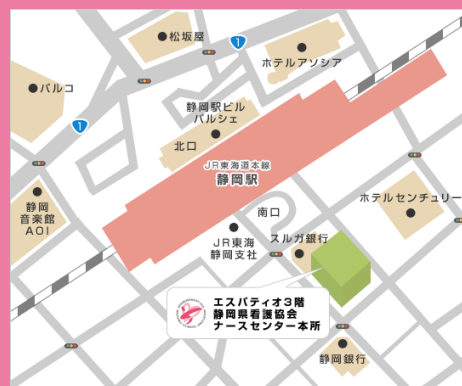 松坂屋
1
ホテルアソシア
パルコ
静岡駅ビル
パルシェ
1
北口
JR東海道本線
静岡駅
静岡
音楽館
AOI
南口
ホテルセンチュリー
JR東海
静岡支社
スルガ銀行
エスパティオ3階
静岡県看護協会
ナースセンター本所
静岡銀行